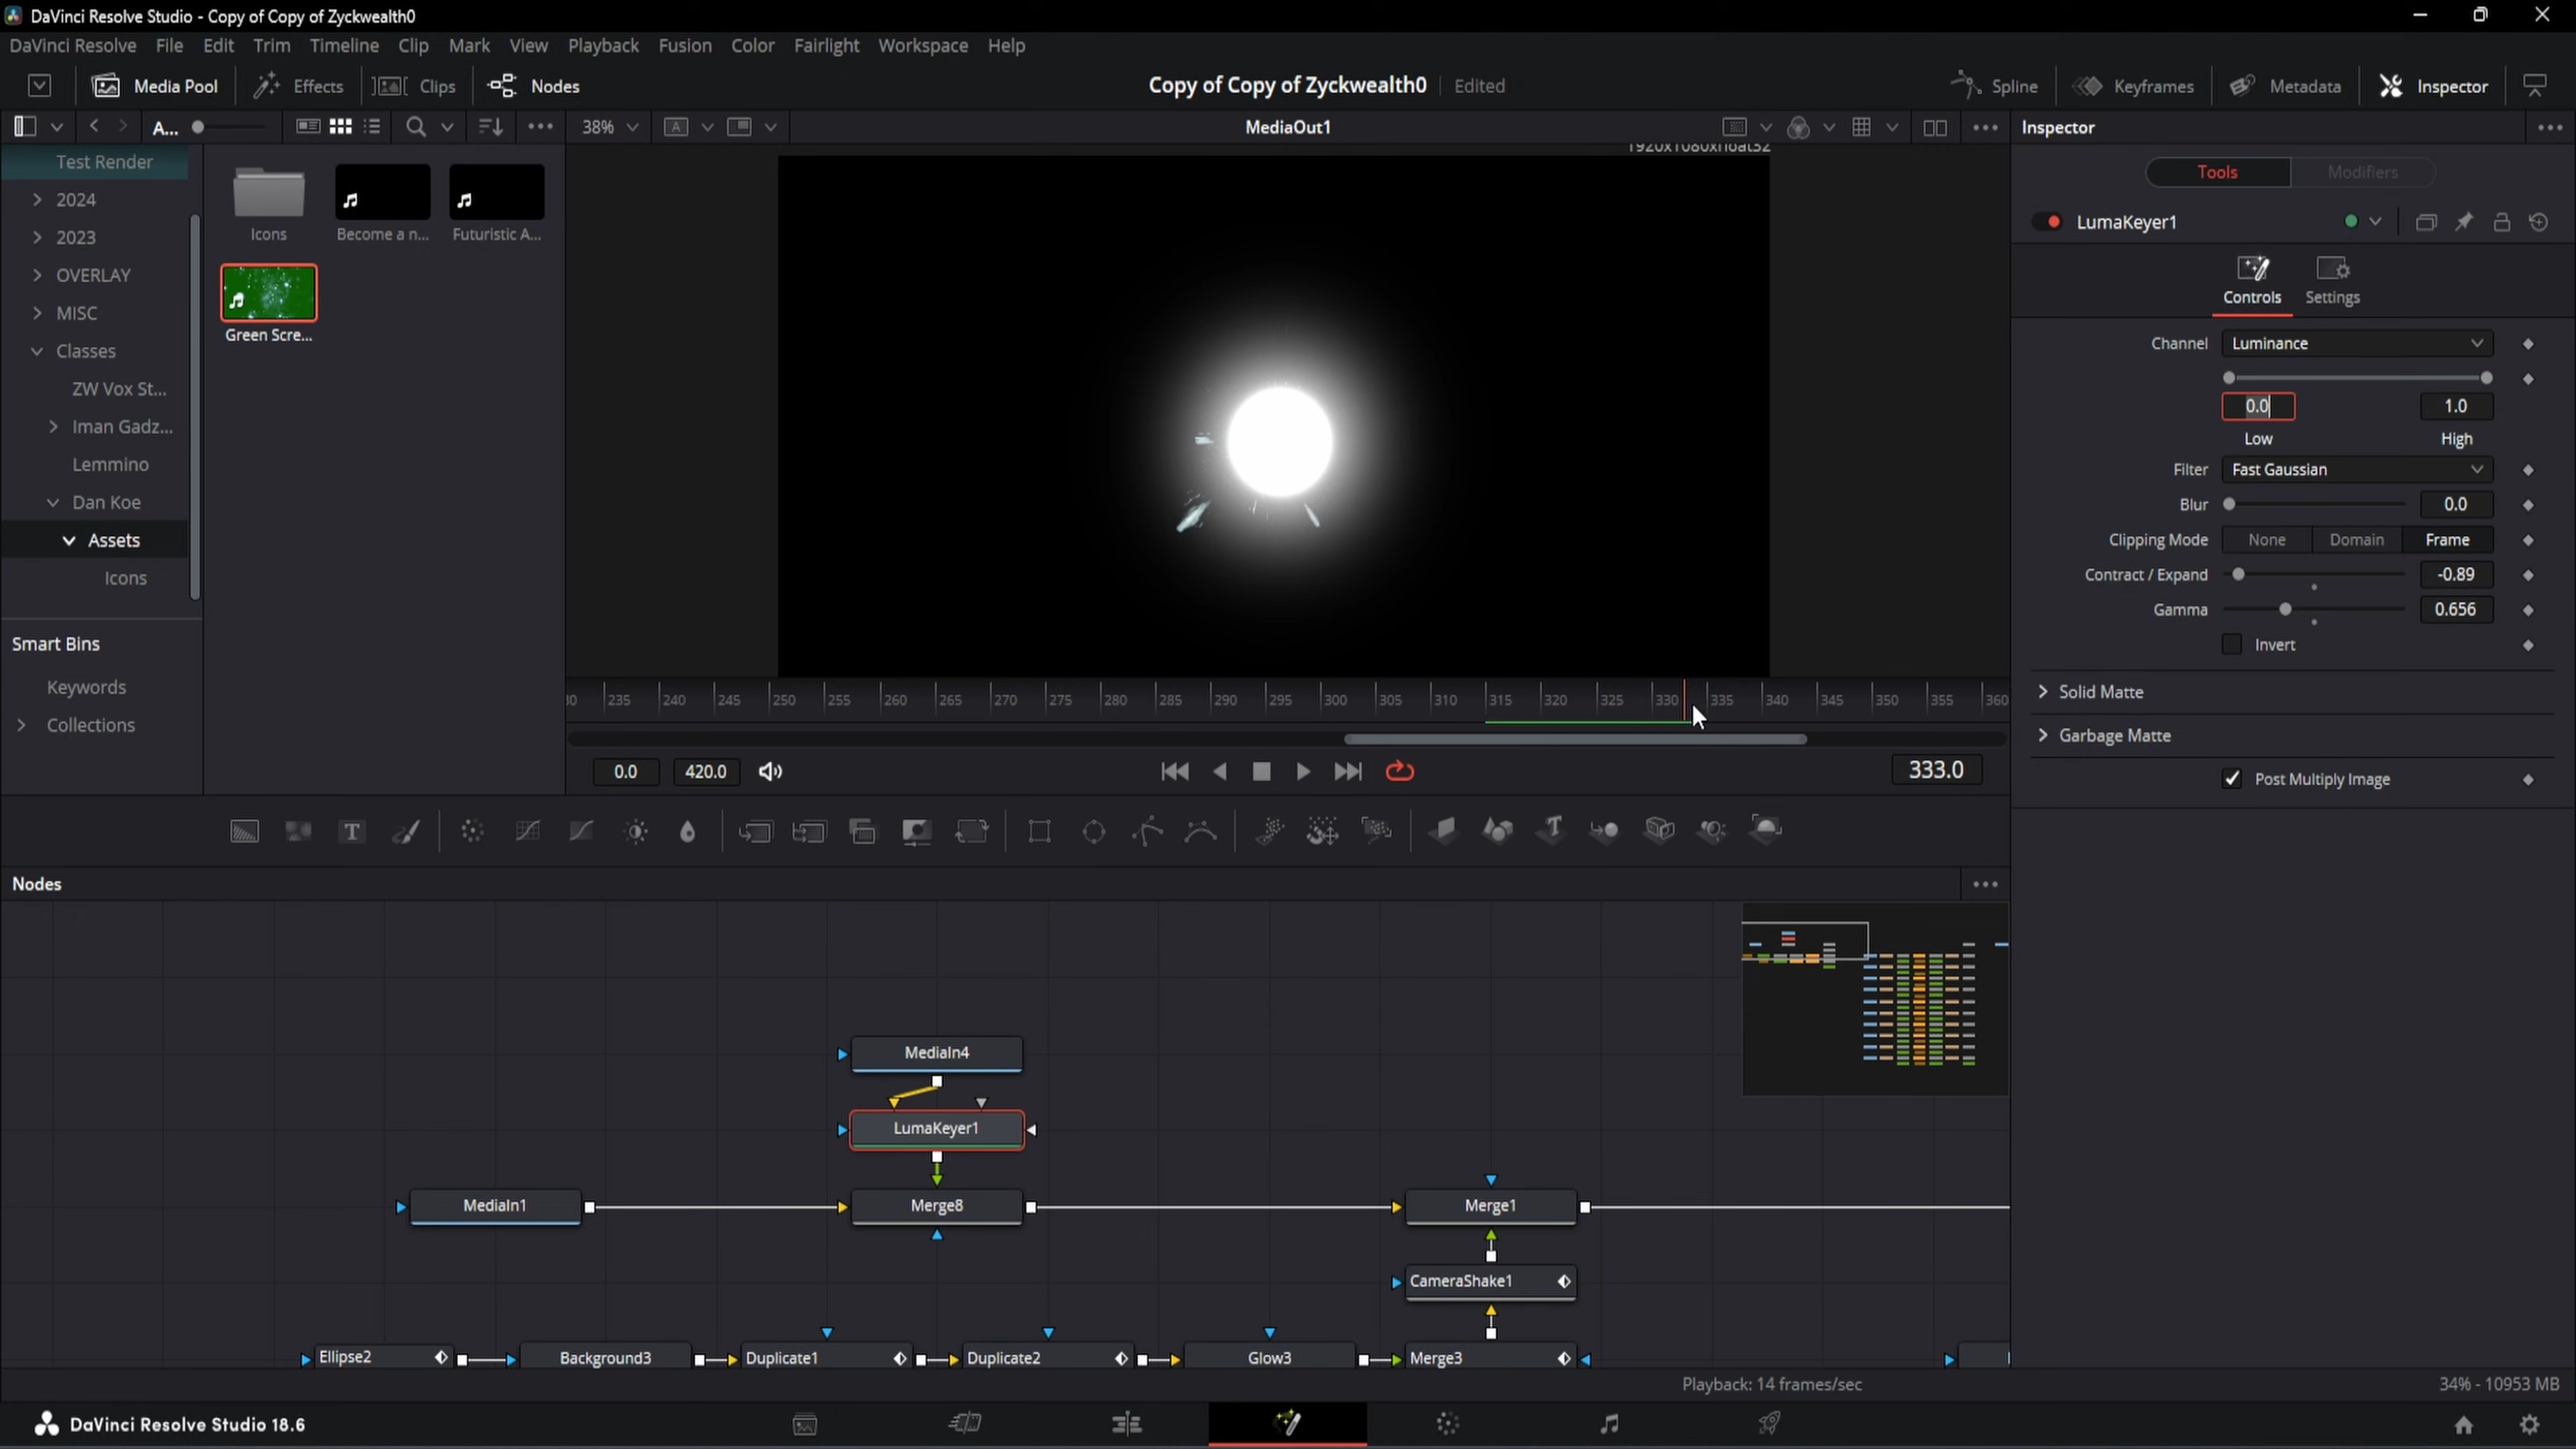 DaVinci Resolve Studio - Copy of Copy of Zyckwealth0
DaVinci Resolve File Edit Trim Timeline Clip Mark View Playback Fusion Color Fairlight Workspace Help
Media Pool Effects Clips Nodes Copy of Copy of Zyckwealth0 Edited Spline Keyframes Metadata Inspector
A... 38% A MediaOut1 Inspector
1920x1080xfloat32
Test Render
2024
2023
OVERLAY
MISC
Classes
ZW Vox St...
Iman Gadz...
Lemmino
Dan Koe
Assets
Icons
Smart Bins
Keywords
Collections
Icons Become a n... Futuristic A...
Green Scre...
235 240 245 250 255 260 265 270 275 280 285 290 295 300 305 310 315 320 325 330 335 340 345 350 355 360
0.0 420.0 333.0
Tools Modifiers
LumaKeyer1
Controls Settings
Channel Luminance
0.0 1.0
Low High
Filter Fast Gaussian
Blur 0.0
Clipping Mode None Domain Frame
Contract / Expand -0.89
Gamma 0.656
Invert
Solid Matte
Garbage Matte
Post Multiply Image
T T
Nodes
MediaIn4
LumaKeyer1
MediaIn1 Merge8 Merge1
CameraShake1
Ellipse2 Background3 Duplicate1 Duplicate2 Glow3 Merge3
Playback: 14 frames/sec 34% - 10953 MB
DaVinci Resolve Studio 18.6